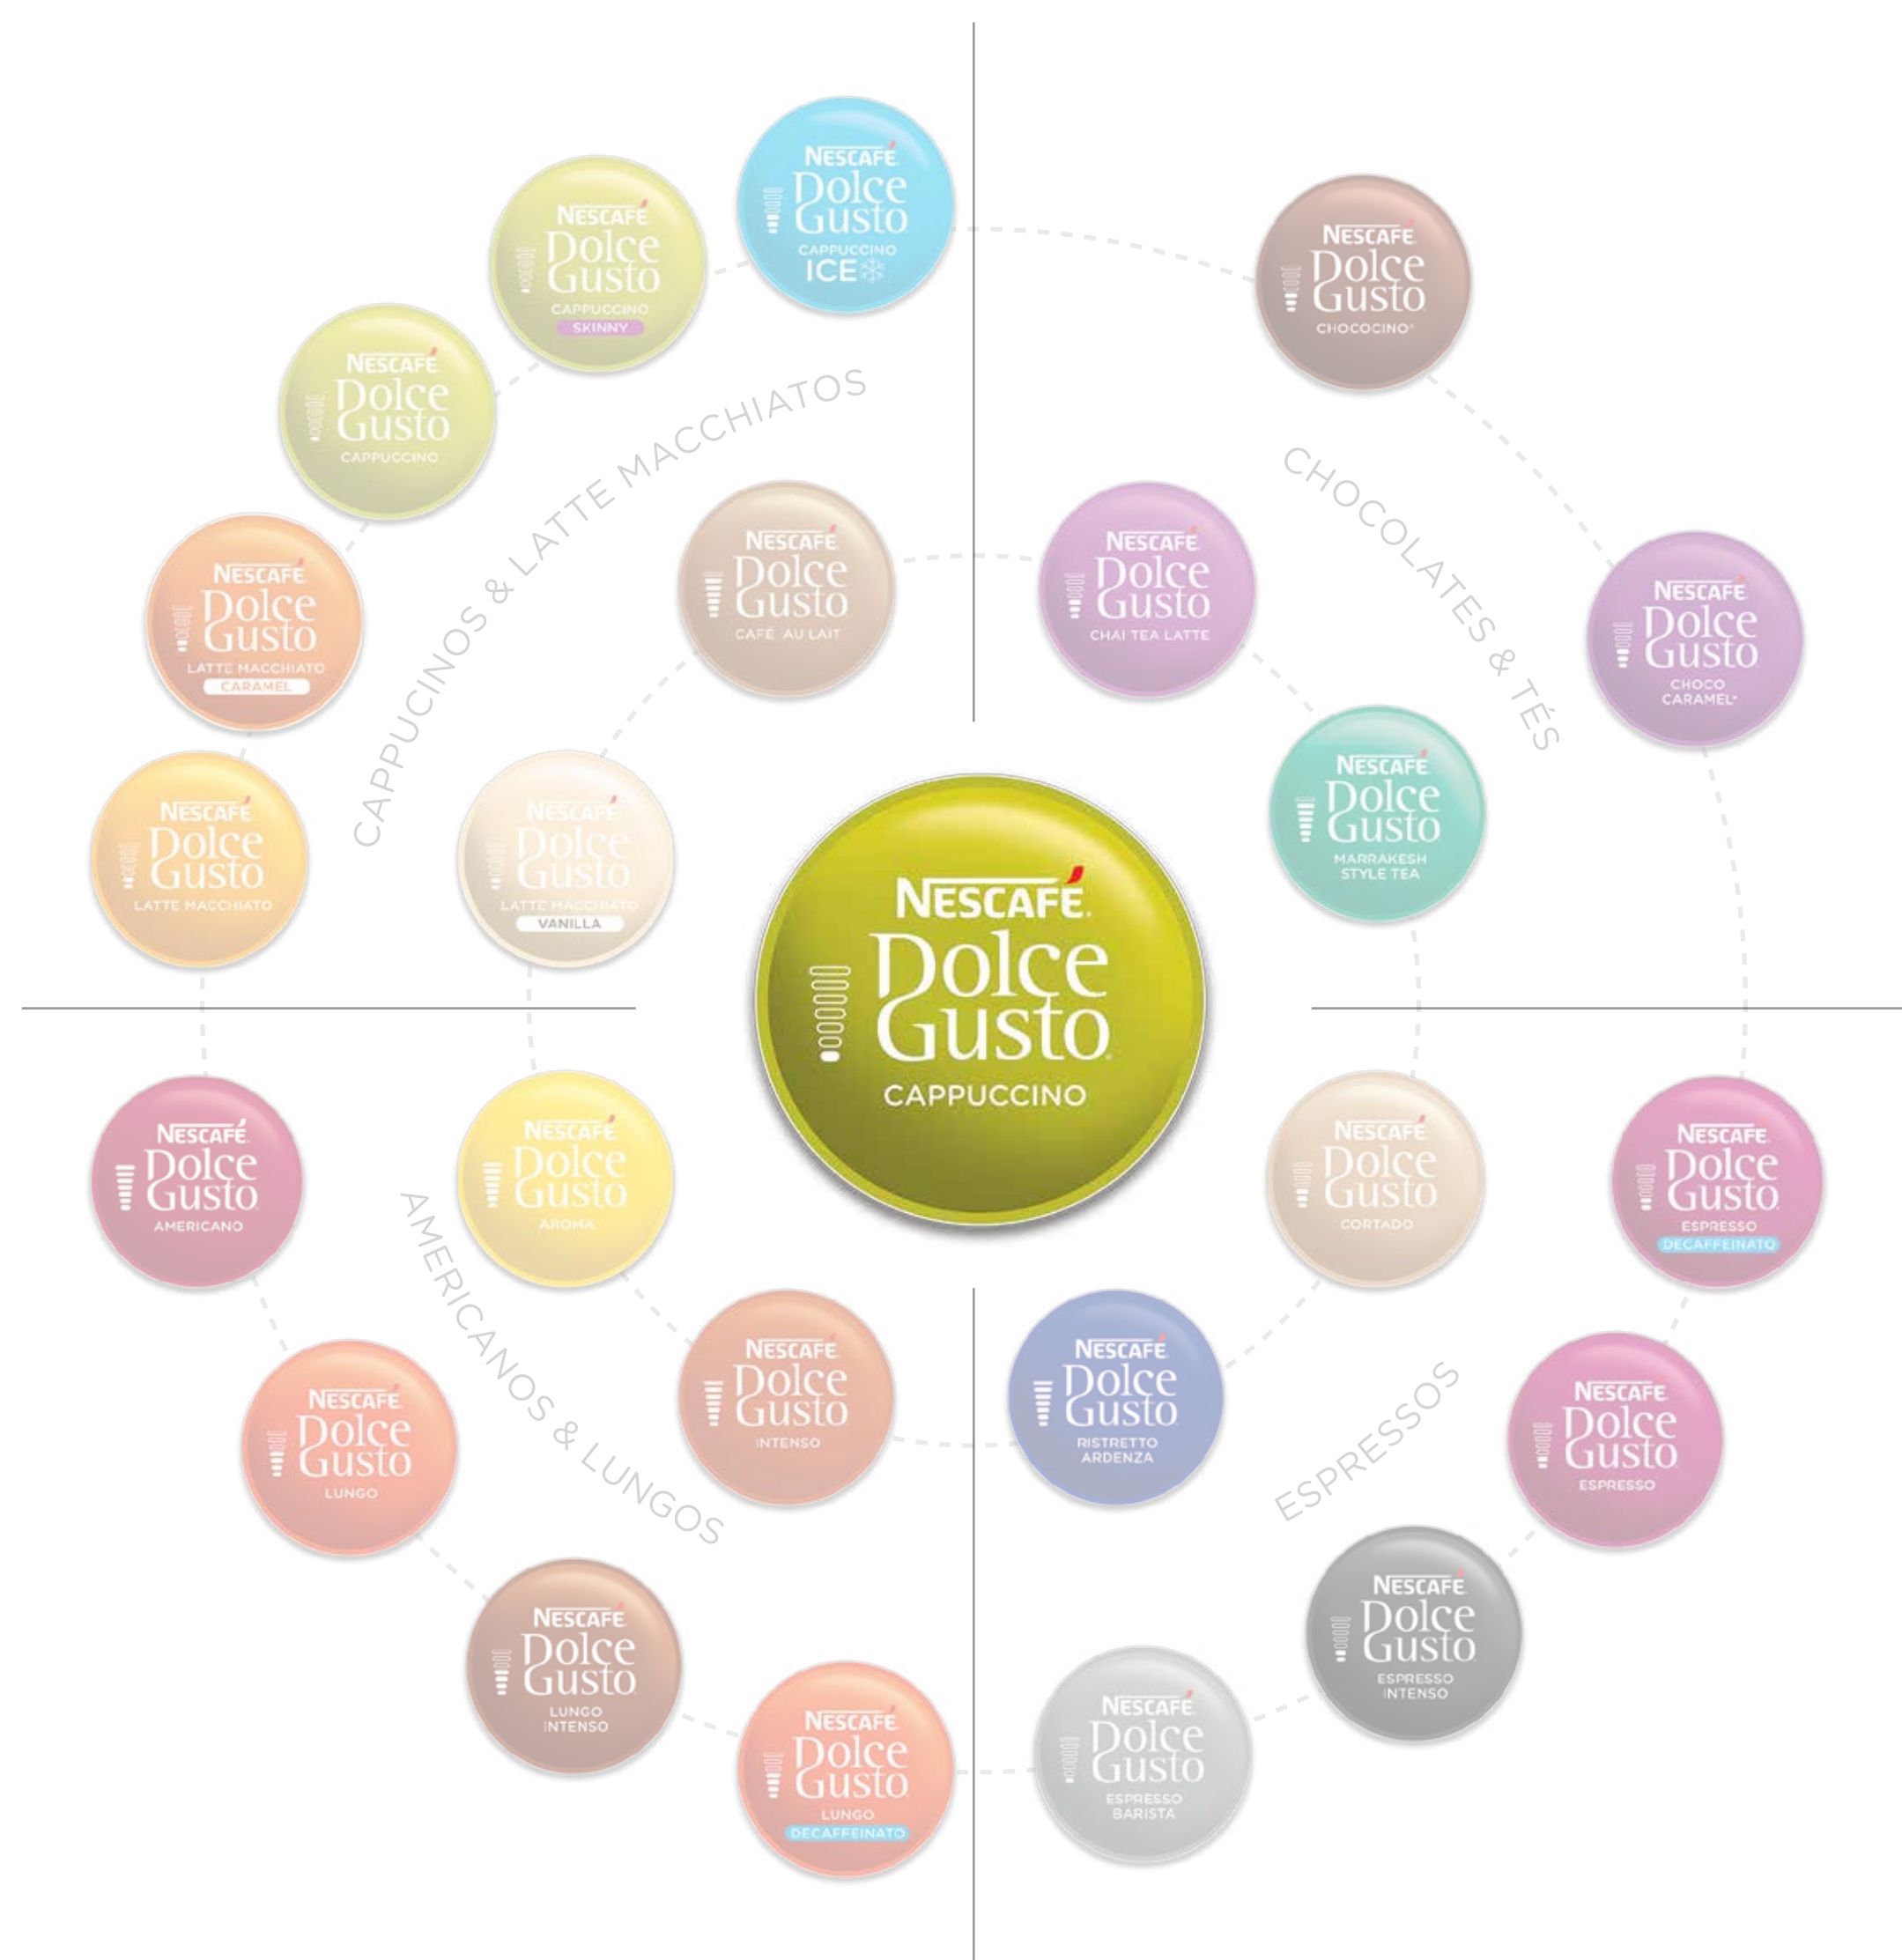 NESCAFÉ
Dolce
Gusto
CAPPUCCINO
ICE
NESCAFÉ
Dolce
Gusto
CAPPUCCINO
SKINNY
NESCAFÉ
Dolce
Gusto
CAPPUCCINO
NESCAFÉ
Dolce
Gusto
LATTE MACCHIATO
CARAMEL
NESCAFÉ
Dolce
Gusto
LATTE MACCHIATO
CAPPUCINOS & LATTE MACCHIATOS
NESCAFÉ
Dolce
Gusto
CAFÉ AU LAIT
NESCAFÉ
Dolce
Gusto
LATTE MACCHIATO
VANILLA
NESCAFÉ
Dolce
Gusto
CHOCOCINO*
CHOCOLATES & TÉS
NESCAFÉ
Dolce
Gusto
CHAI TEA LATTE
NESCAFÉ
Dolce
Gusto
CHOCO
CARAMEL*
NESCAFÉ
Dolce
Gusto
MARRAKESH
STYLE TEA
NESCAFÉ.
Dolce
Gusto
CAPPUCCINO
NESCAFÉ
Dolce
Gusto
AMERICANO
NESCAFÉ
Dolce
Gusto
AROMA
AMERICANOS & LUNGOS
NESCAFÉ
Dolce
Gusto
LUNGO
NESCAFÉ
Dolce
Gusto
INTENSO
NESCAFÉ
Dolce
Gusto
LUNGO
INTENSO
NESCAFÉ
Dolce
Gusto
LUNGO
DECAFFEINATO
NESCAFÉ
Dolce
Gusto
CORTADO
NESCAFÉ
Dolce
Gusto
ESPRESSO
DECAFFEINATO
NESCAFÉ
Dolce
Gusto
RISTRETTO
ARDENZA
ESPRESSOS
NESCAFÉ
Dolce
Gusto
ESPRESSO
NESCAFÉ
Dolce
Gusto
ESPRESSO
INTENSO
NESCAFÉ
Dolce
Gusto
ESPRESSO
BARISTA